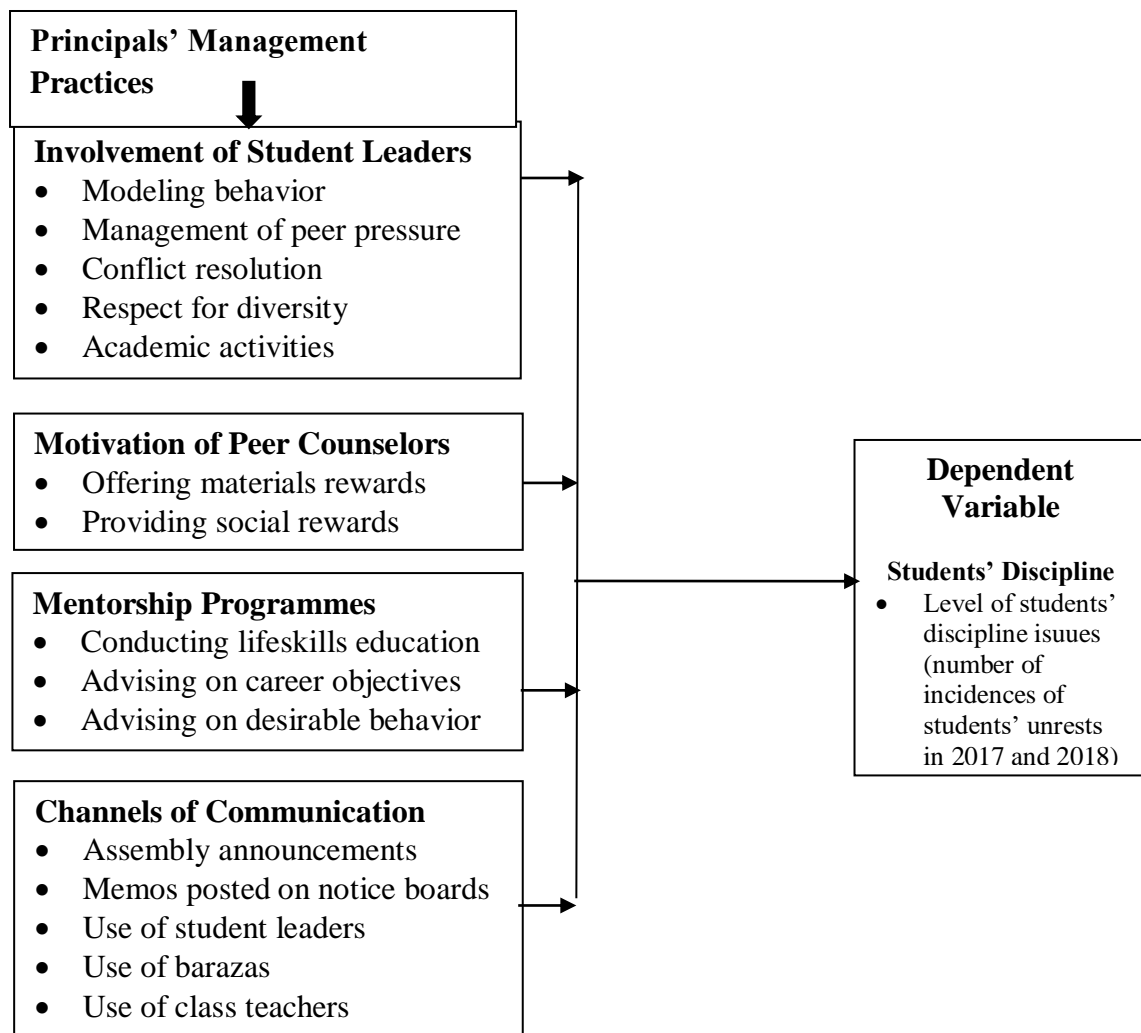 Principals’ Management
Practices
Involvement of Student Leaders
• Modeling behavior
• Management of peer pressure
• Conflict resolution
• Respect for diversity
• Academic activities
Motivation of Peer Counselors
• Offering materials rewards
• Providing social rewards
Mentorship Programmes
• Conducting lifeskills education
• Advising on career objectives
• Advising on desirable behavior
Channels of Communication
• Assembly announcements
• Memos posted on notice boards
• Use of student leaders
• Use of barazas
• Use of class teachers
Dependent
Variable
Students’ Discipline
• Level of students’
discipline isuues
(number of
incidences of
students’ unrests
in 2017 and 2018)